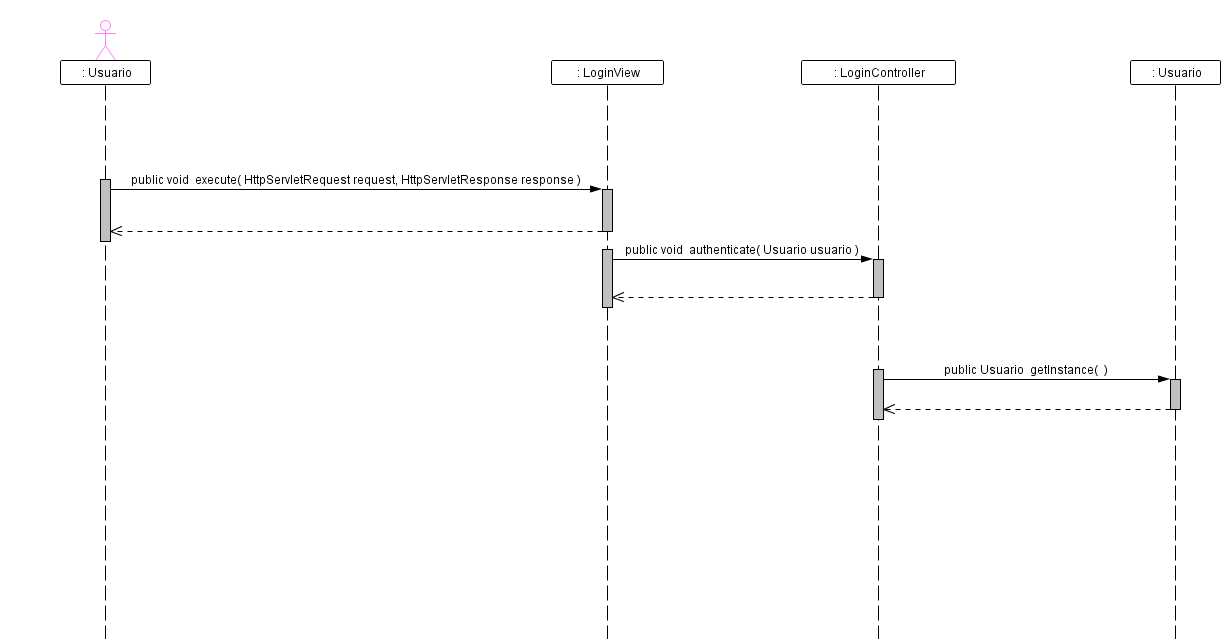 : Usuario
: LoginView
: LoginController
: Usuario
public void execute( HttpServletRequest request, HttpServletResponse response )
public void authenticate( Usuario usuario )
public Usuario getInstance( )